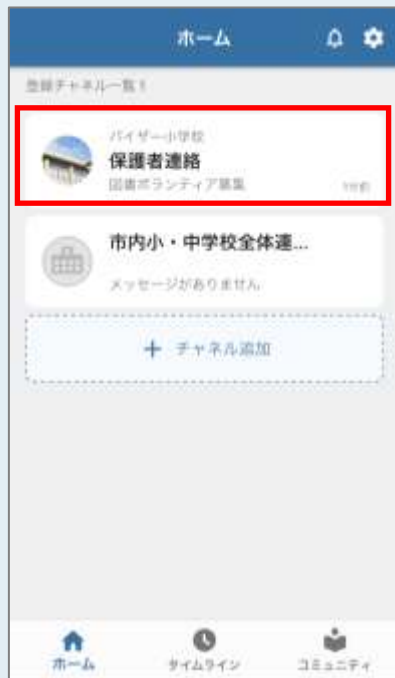 ホーム
登録チャネル一覧
バイザー小学校
保護者連絡
図書ボランティア募集
市内小・中学校全体連...
メッセージがありません
+ チャネル追加
ホーム
タイムライン
コミュニティ